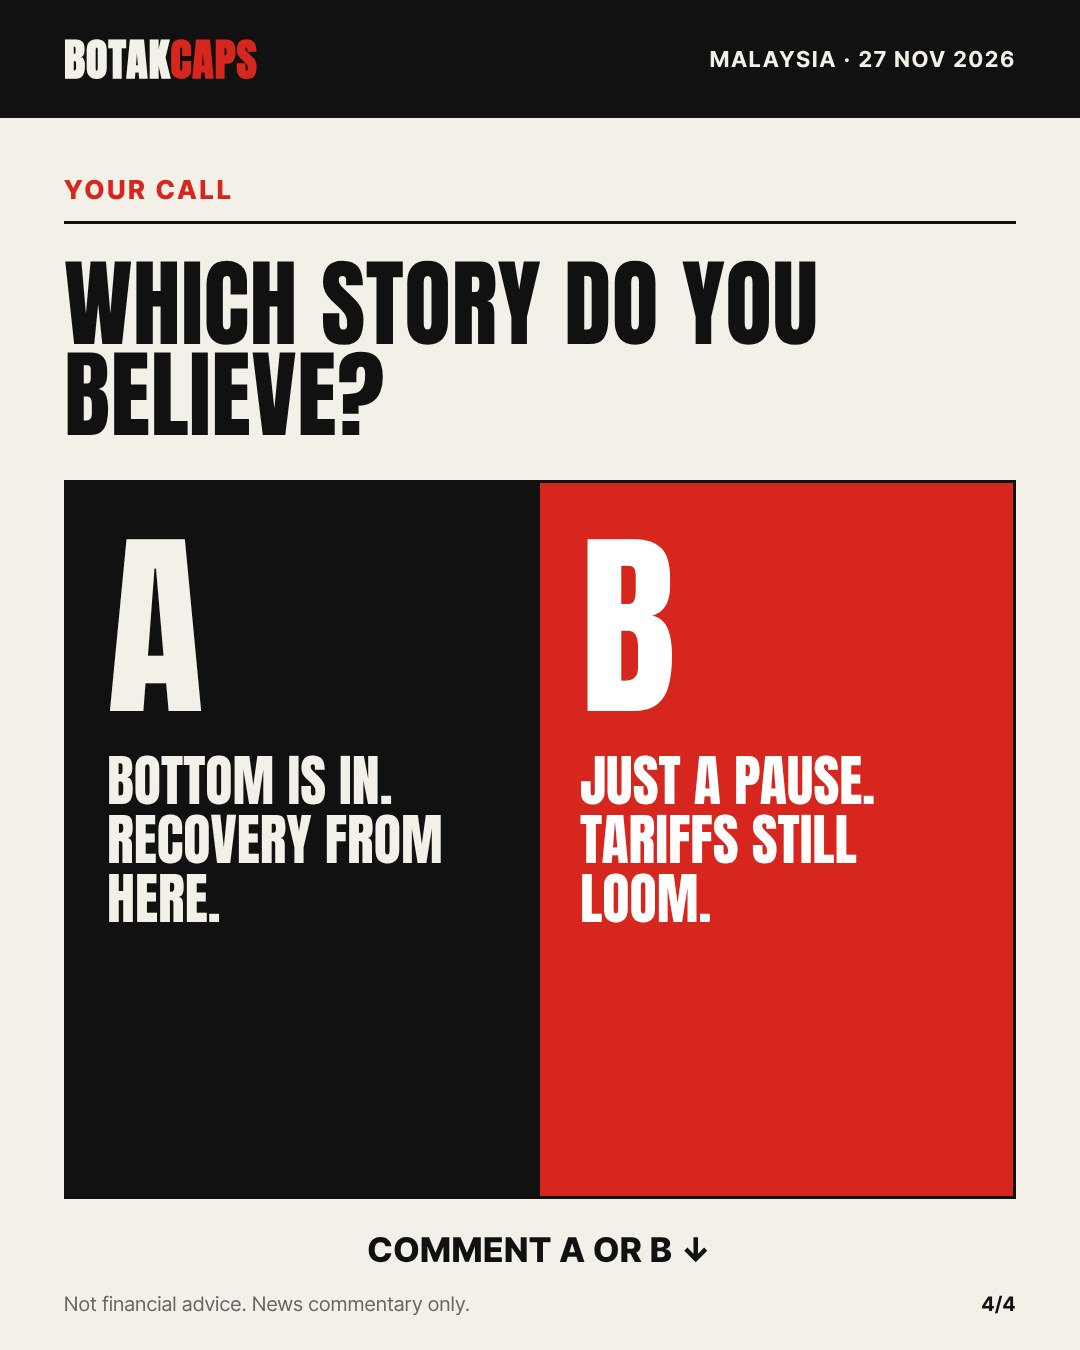 BOTAKCAPS
MALAYSIA · 27 NOV 2026
YOUR CALL
WHICH STORY DO YOU
BELIEVE?
A
BOTTOM IS IN.
RECOVERY FROM
HERE.
B
JUST A PAUSE.
TARIFFS STILL
LOOM.
COMMENT A OR B ↓
Not financial advice. News commentary only.
4/4